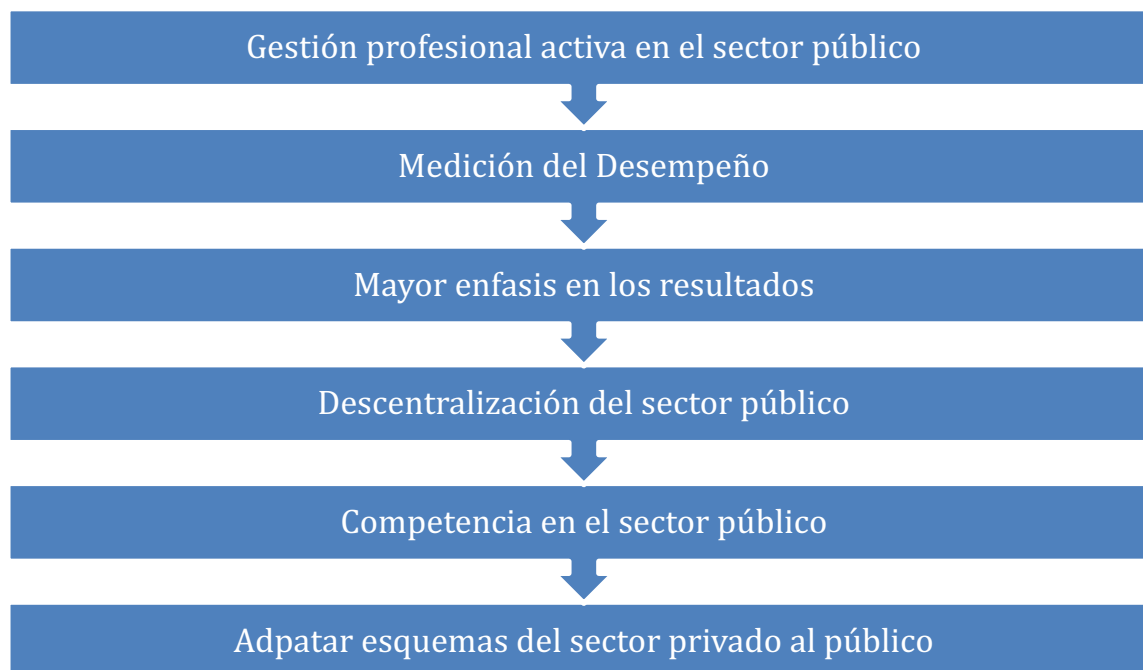 Gestión profesional activa en el sector público
Medición del Desempeño
Mayor enfasis en los resultados
Descentralización del sector público
Competencia en el sector público
Adpatar esquemas del sector privado al público